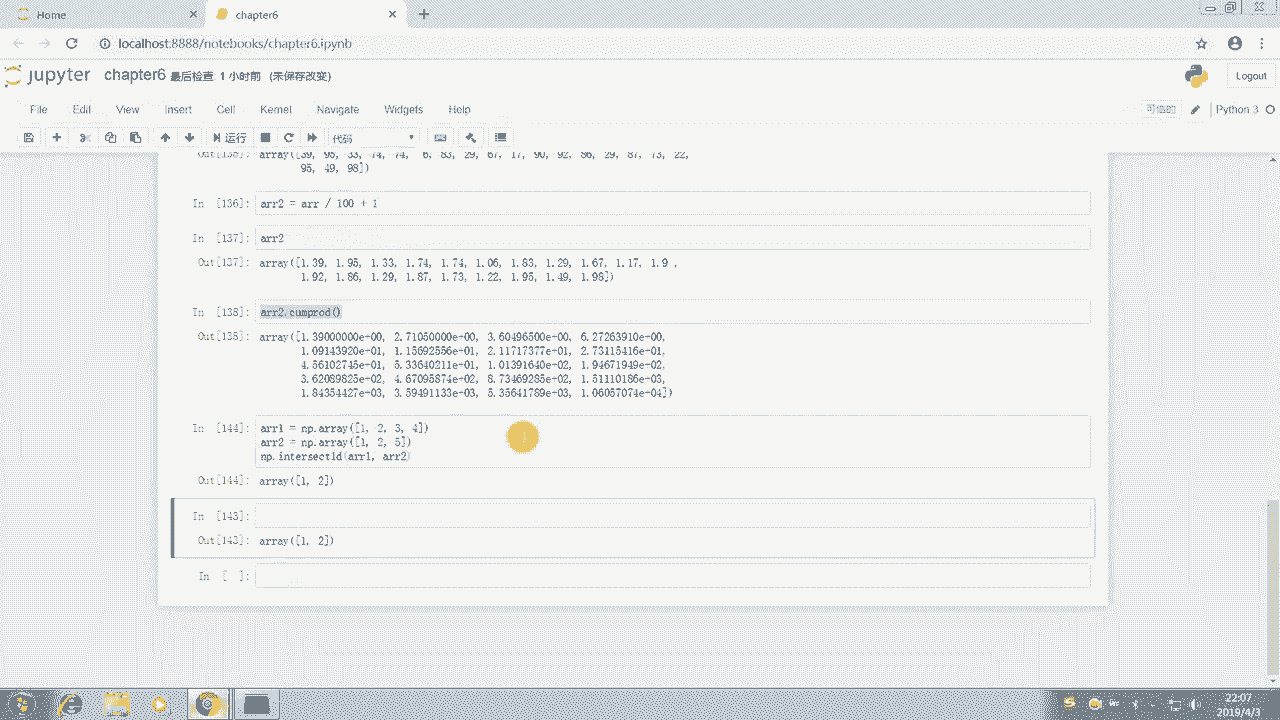 Home
chapter6
localhost:8888/notebooks/chapter6.ipynb
jupyter chapter6 最后检查 1 小时前 (未保存改变)
Logout
File Edit View Insert Cell Kernel Navigate Widgets Help
可信的 Python 3
运行 代码
Out[135]: array([39, 95, 33, 74, 74, 6, 83, 29, 67, 17, 90, 92, 86, 29, 87, 73, 22,
95, 49, 98])
In [136]: arr2 = arr / 100 + 1
In [137]: arr2
Out[137]: array([1.39, 1.95, 1.33, 1.74, 1.74, 1.06, 1.83, 1.29, 1.67, 1.17, 1.9 ,
1.92, 1.86, 1.29, 1.87, 1.73, 1.22, 1.95, 1.49, 1.98])
In [138]: arr2.cumprod()
Out[138]: array([1.39000000e+00, 2.71050000e+00, 3.60496500e+00, 6.27263910e+00,
1.09143920e+01, 1.15692556e+01, 2.11717377e+01, 2.73115416e+01,
4.56102745e+01, 5.33640211e+01, 1.01391640e+02, 1.94671949e+02,
3.62089825e+02, 4.67095874e+02, 8.73469285e+02, 1.51110186e+03,
1.84354427e+03, 3.59491133e+03, 5.35641789e+03, 1.06057074e+04])
In [144]: arr1 = np.array([1, 2, 3, 4])
arr2 = np.array([1, 2, 5])
np.intersect1d(arr1, arr2)
Out[144]: array([1, 2])
In [143]:
Out[143]: array([1, 2])
In [ ]:
22:07
2019/4/3